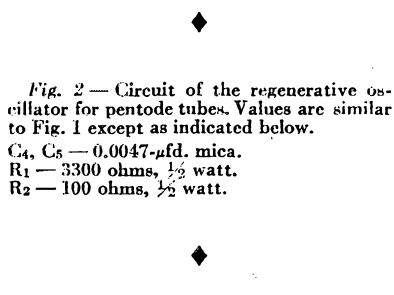 Fig. 2 — Circuit of the regenerative os-
cillator for pentode tubes. Values are similar
to Fig. 1 except as indicated below.
C4, C5 — 0.0047-μfd. mica.
R1 — 3300 ohms, ½ watt.
R2 — 100 ohms, ½ watt.